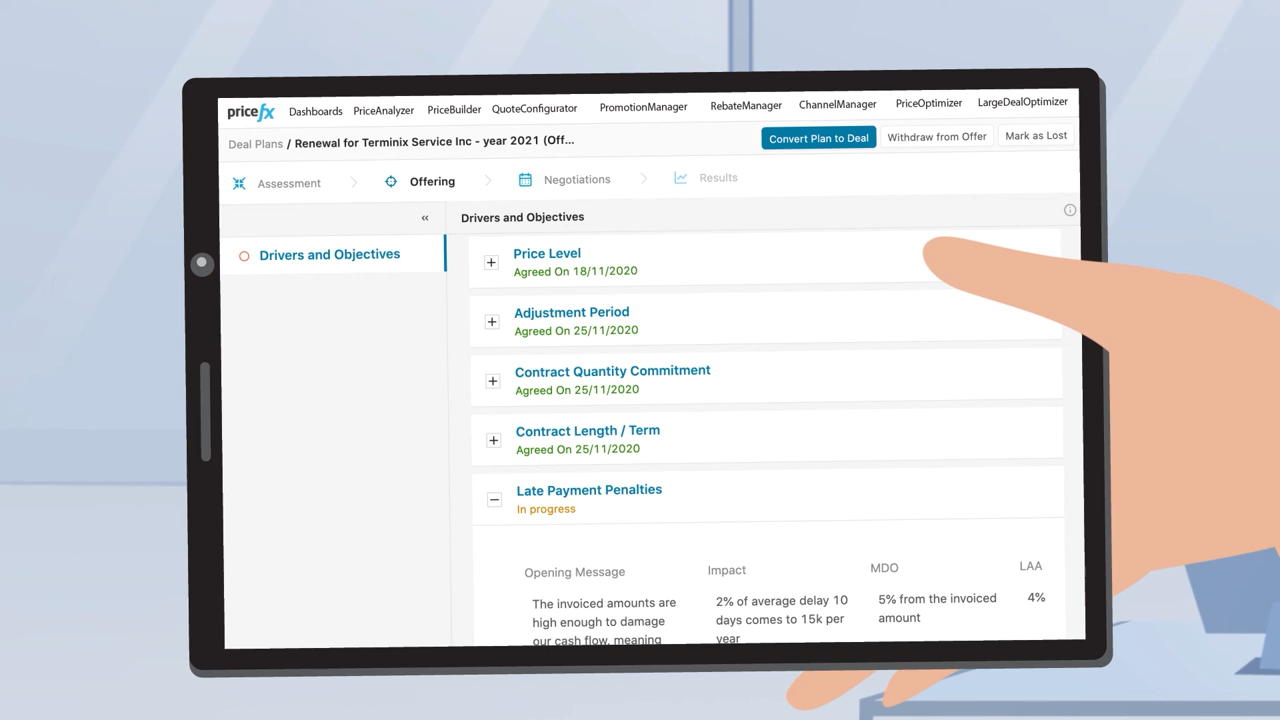 pricefx Dashboards PriceAnalyzer PriceBuilder QuoteConfigurator PromotionManager RebateManager ChannelManager PriceOptimizer LargeDealOptimizer
Deal Plans / Renewal for Terminix Service Inc - year 2021 (Off... Convert Plan to Deal Withdraw from Offer Mark as Lost
Assessment Offering Negotiations Results
« Drivers and Objectives
Drivers and Objectives
Price Level
Agreed On 18/11/2020
Adjustment Period
Agreed On 25/11/2020
Contract Quantity Commitment
Agreed On 25/11/2020
Contract Length / Term
Agreed On 25/11/2020
Late Payment Penalties
In progress
Opening Message Impact MDO LAA
The invoiced amounts are 2% of average delay 10 5% from the invoiced 4%
high enough to damage days comes to 15k per amount
our cash flow, meaning year